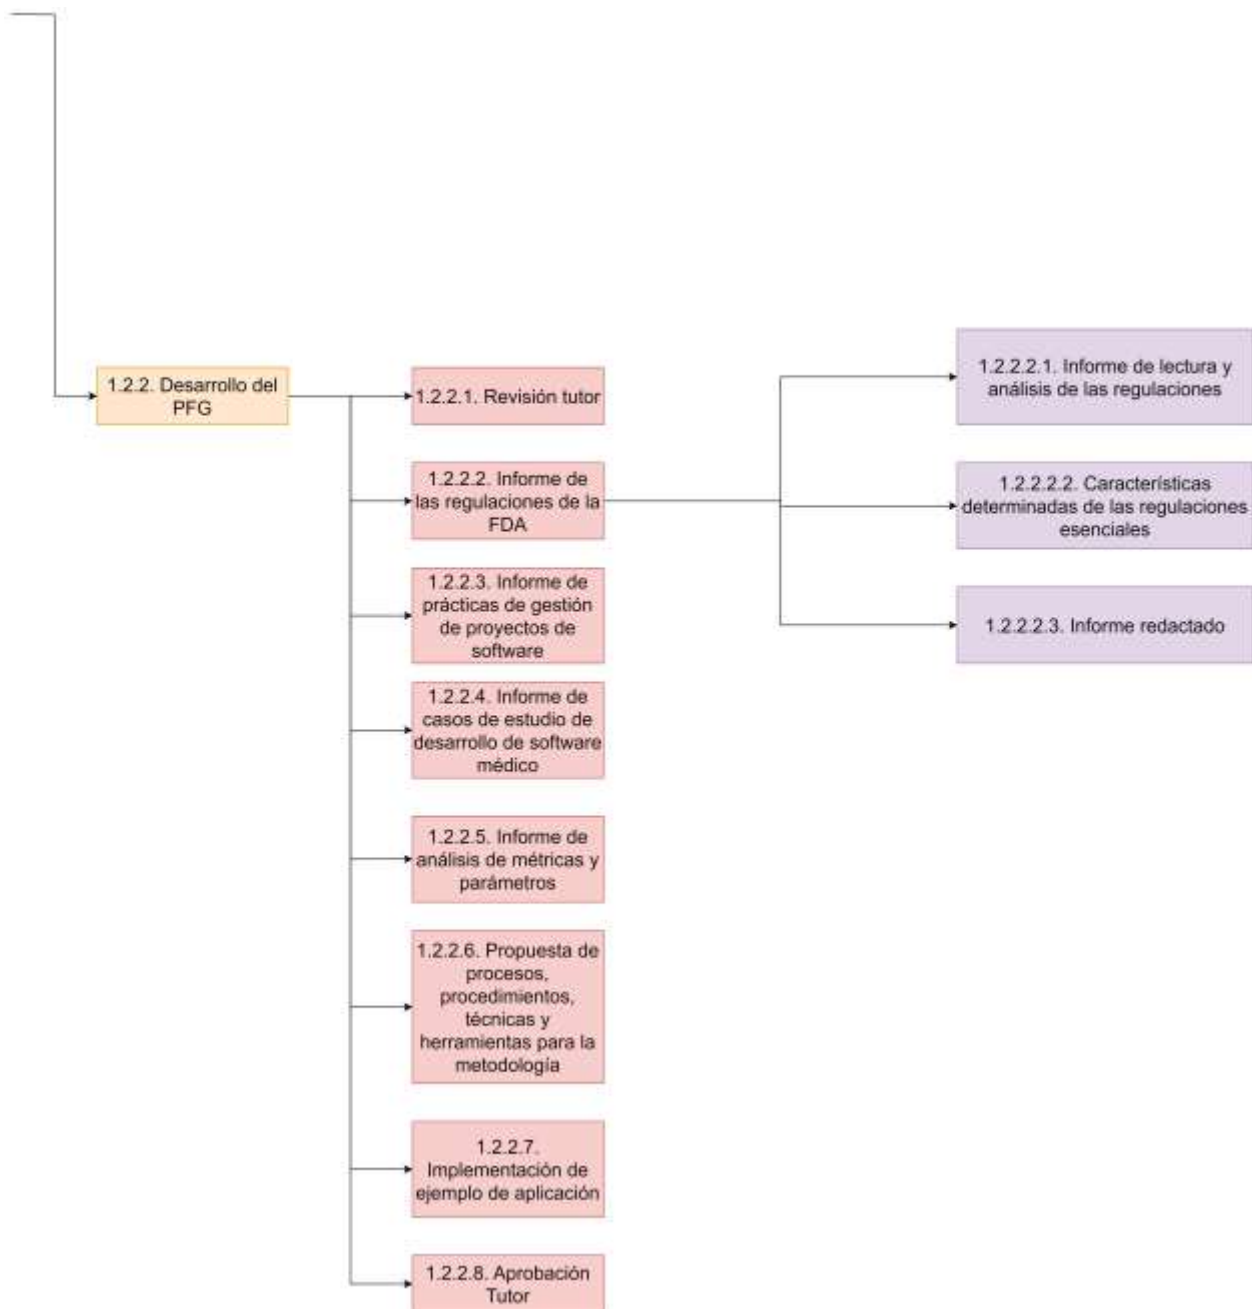 1.2.2. Desarrollo del
PFG
1.2.2.1. Revisión tutor
1.2.2.2. Informe de
las regulaciones de la
FDA
1.2.2.3. Informe de
prácticas de gestión
de proyectos de
software
1.2.2.4. Informe de
casos de estudio de
desarrollo de software
médico
1.2.2.5. Informe de
análisis de métricas y
parámetros
1.2.2.6. Propuesta de
procesos,
procedimientos,
técnicas y
herramientas para la
metodología
1.2.2.7.
Implementación de
ejemplo de aplicación
1.2.2.8. Aprobación
Tutor
1.2.2.2.1. Informe de lectura y
análisis de las regulaciones
1.2.2.2.2. Características
determinadas de las regulaciones
esenciales
1.2.2.2.3. Informe redactado